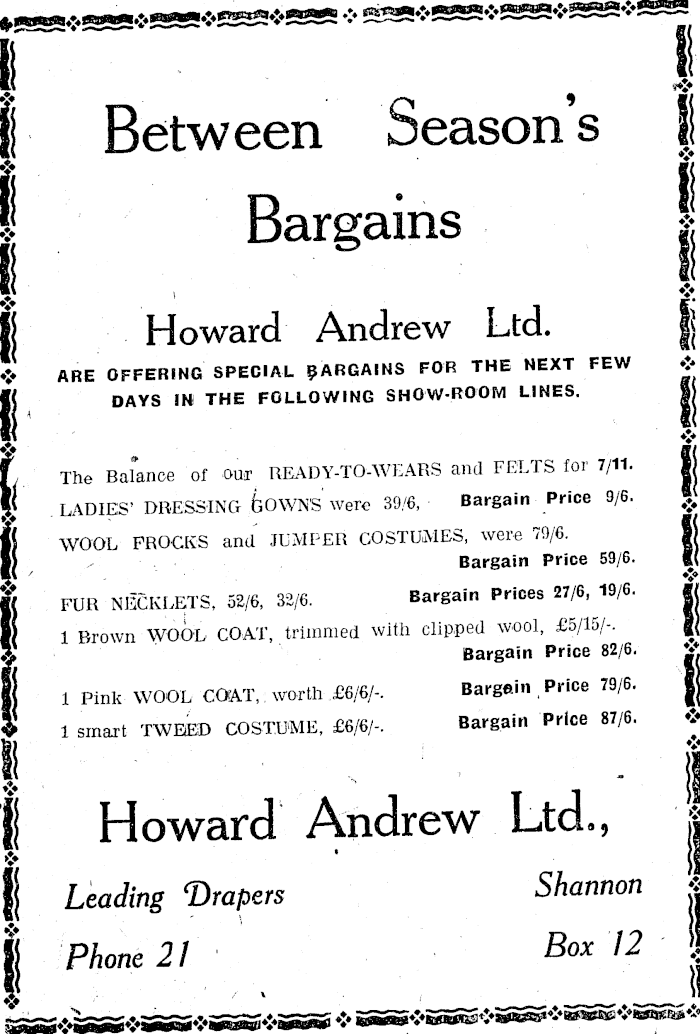 Between Season's
Bargains
Howard Andrew Ltd.
ARE OFFERING SPECIAL BARGAINS FOR THE NEXT FEW
DAYS IN THE FOLLOWING SHOW-ROOM LINES.
The Balance of our READY-TO-WEARS and FELTS for 7/11.
LADIES' DRESSING GOWNS were 39/6, Bargain Price 9/6.
WOOL FROCKS and JUMPER COSTUMES, were 79/6.
Bargain Price 59/6.
FUR NECKLETS, 52/6, 32/6. Bargain Prices 27/6, 19/6.
1 Brown WOOL COAT, trimmed with clipped wool, £5/15/-.
Bargain Price 82/6.
1 Pink WOOL COAT, worth £6/6/-. Bargain Price 79/6.
1 smart TWEED COSTUME, £6/6/-. Bargain Price 87/6.
Howard Andrew Ltd.,
Leading Drapers Shannon
Phone 21 Box 12